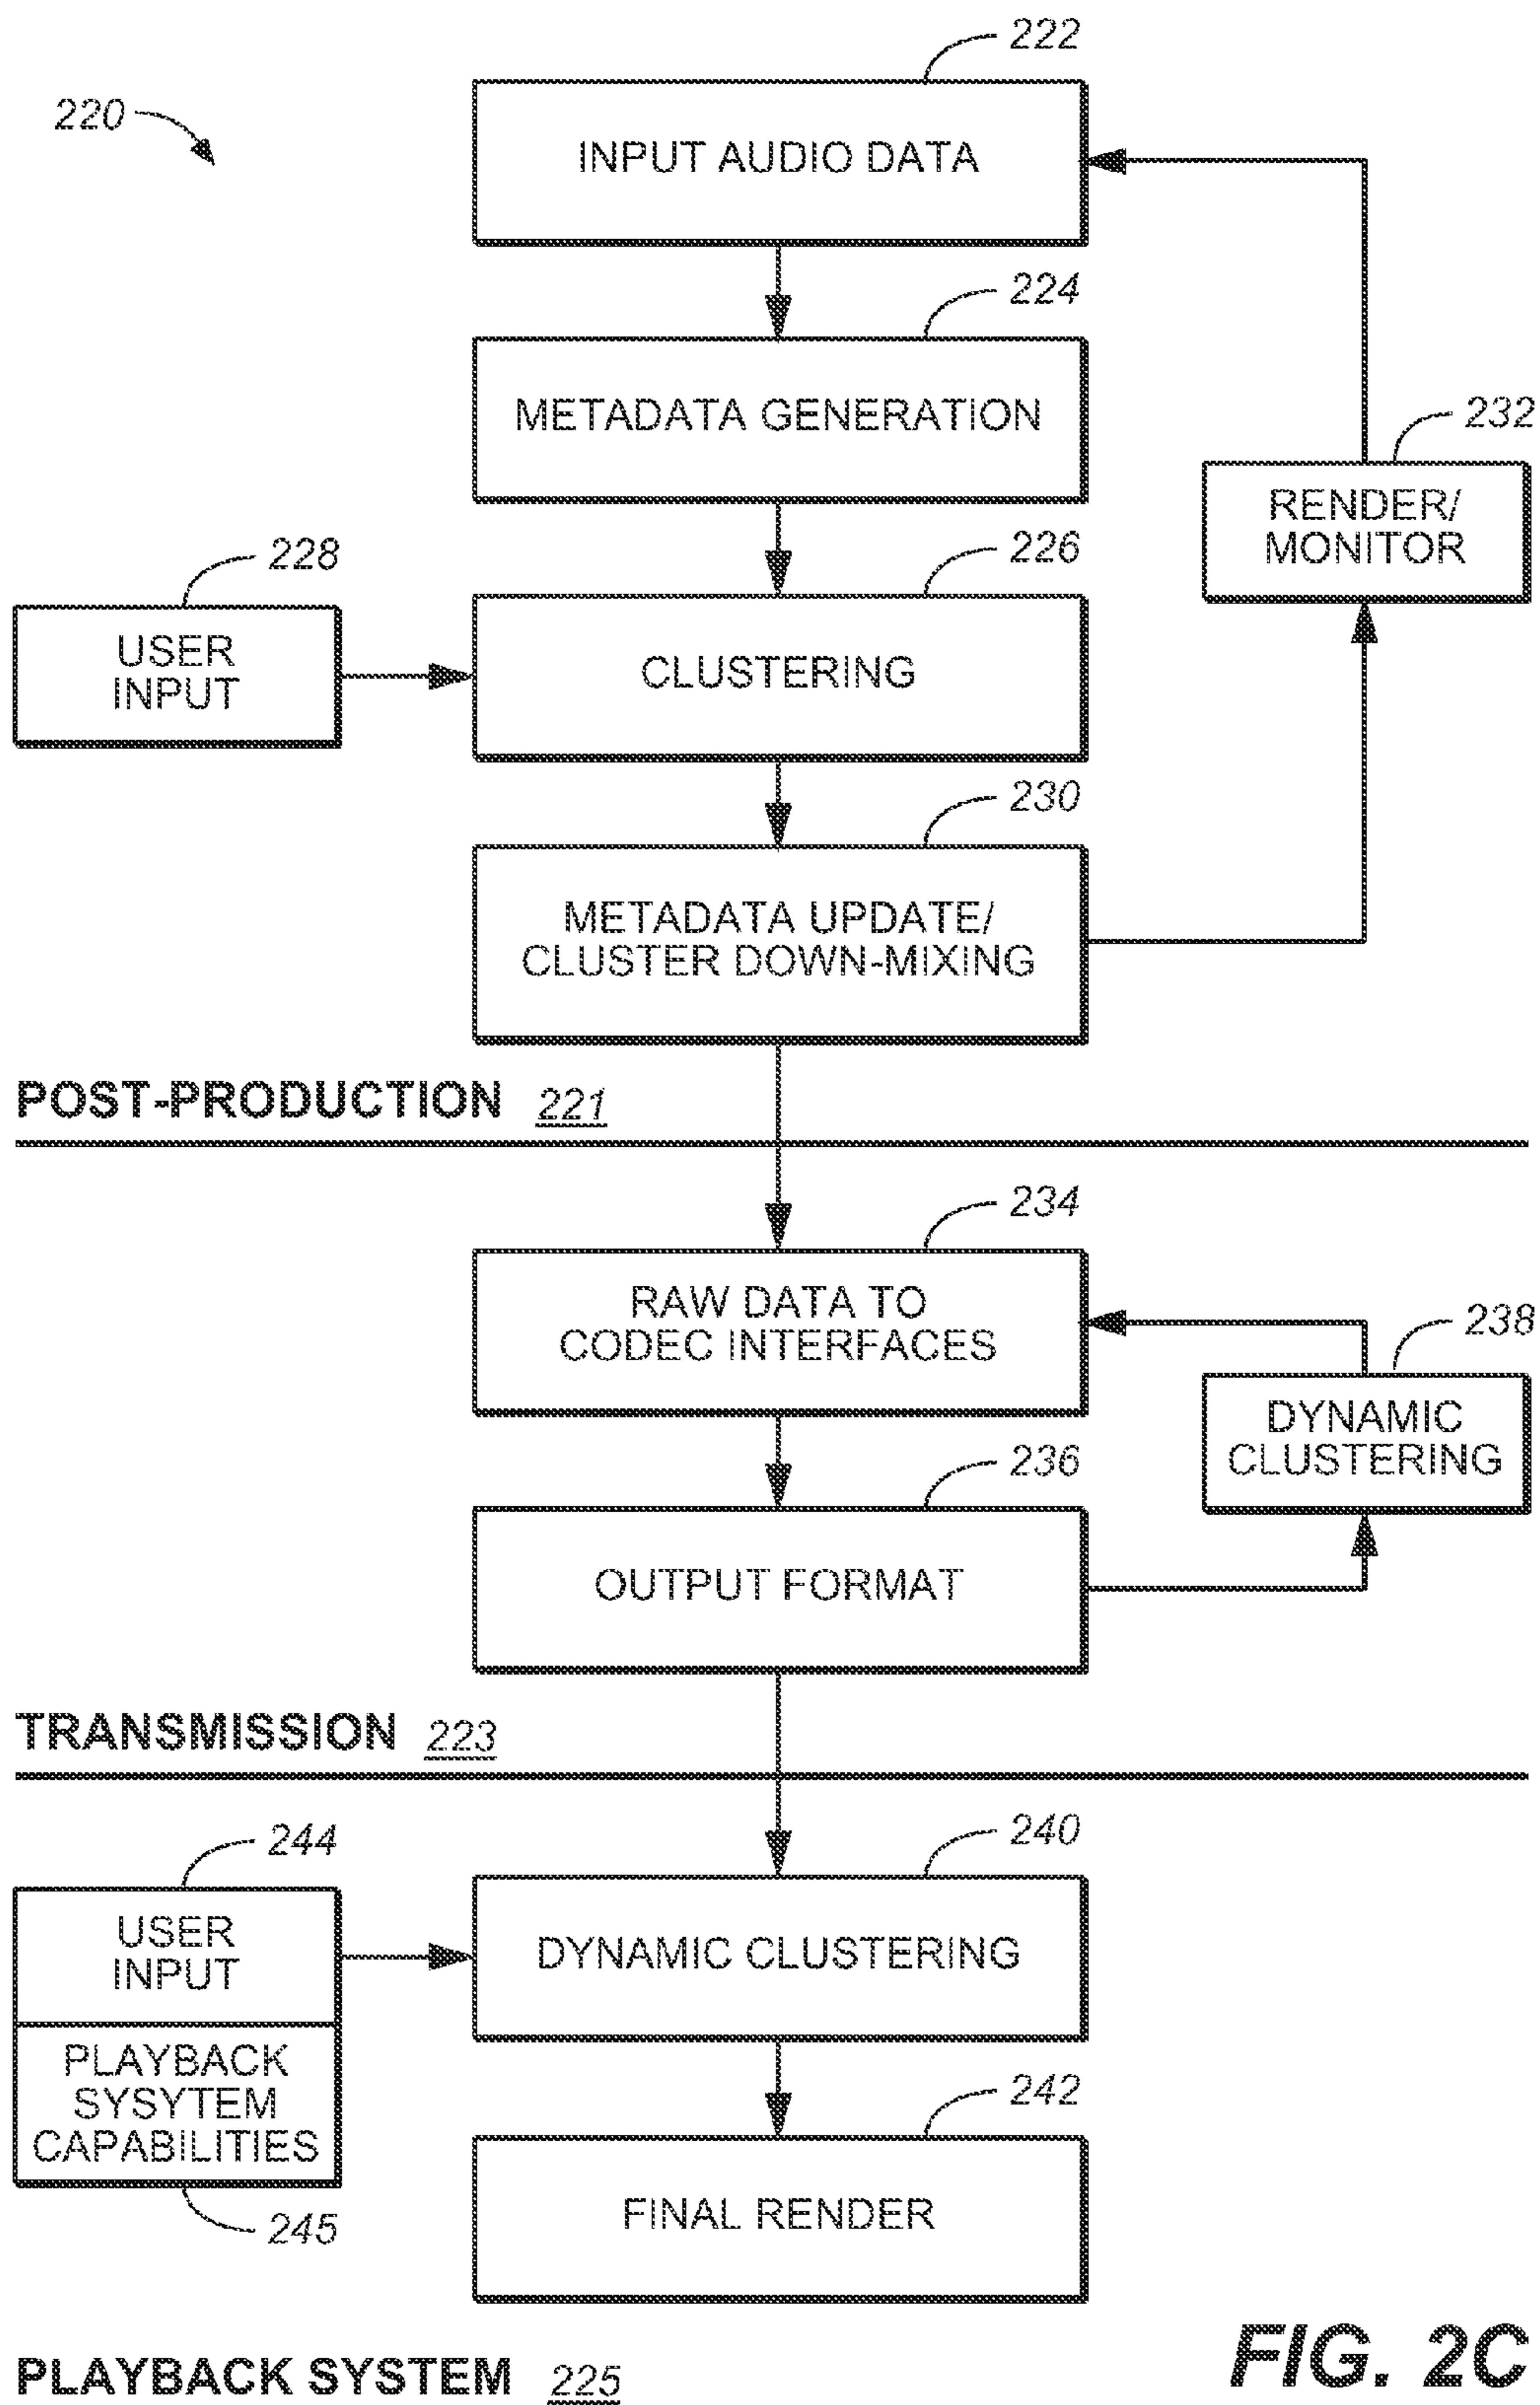 222
220
INPUT AUDIO DATA
224
METADATA GENERATION
232
RENDER/
MONITOR
226
228
USER
INPUT
CLUSTERING
230
METADATA UPDATE/
CLUSTER DOWN-MIXING
POST-PRODUCTION 221
234
RAW DATA TO
CODEC INTERFACES
238
DYNAMIC
CLUSTERING
236
OUTPUT FORMAT
TRANSMISSION 223
240
244
USER
INPUT
DYNAMIC CLUSTERING
PLAYBACK
SYSYTEM
CAPABILITIES
245
242
FINAL RENDER
PLAYBACK SYSTEM 225
FIG. 2C